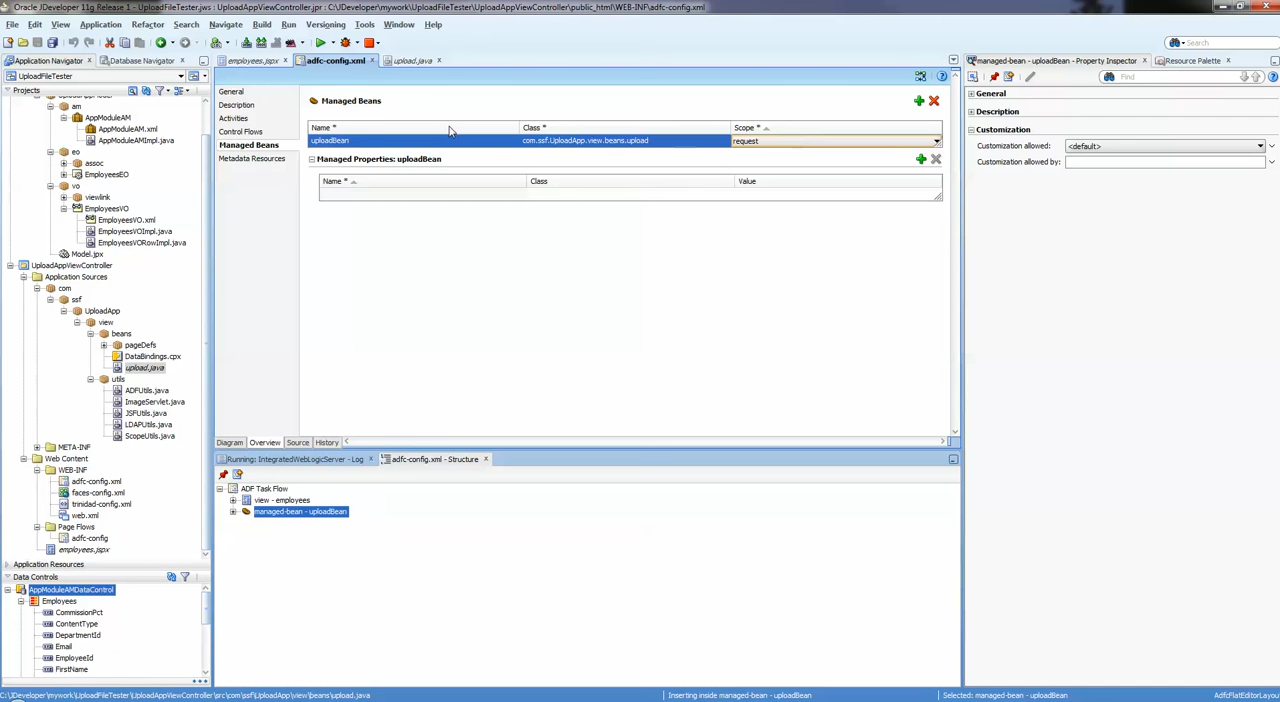 Oracle JDeveloper 11g Release 1 - UploadFileTester.jws : UploadAppViewController.jpr : C:\JDeveloper\mywork\UploadFileTester\UploadAppViewController\public_html\WEB-INF\adfc-config.xml
File Edit View Application Refactor Search Navigate Build Run Versioning Tools Window Help
Search
Application Navigator Database Navigator
employees.jspx adfc-config.xml upload.java
managed-bean - uploadBean - Property Inspector Resource Palette
UploadFileTester
Projects
am
AppModuleAM
AppModuleAM.xml
AppModuleAMImpl.java
eo
assoc
EmployeesEO
vo
viewlink
EmployeesVO
EmployeesVO.xml
EmployeesVOImpl.java
EmployeesVORowImpl.java
Model.jpx
UploadAppViewController
Application Sources
com
ssf
UploadApp
view
beans
pageDefs
DataBindings.cpx
upload.java
utils
ADFUtils.java
ImageServlet.java
JSFUtils.java
LDAPUtils.java
ScopeUtils.java
META-INF
Web Content
WEB-INF
adfc-config.xml
faces-config.xml
trinidad-config.xml
web.xml
Page Flows
adfc-config
employees.jspx
Application Resources
Data Controls
AppModuleAMDataControl
Employees
CommissionPct
ContentType
DepartmentId
Email
EmployeeId
FirstName
General
Description
Activities
Control Flows
Managed Beans
Metadata Resources
Managed Beans
Name * Class * Scope *
uploadBean com.ssf.UploadApp.view.beans.upload request
Managed Properties: uploadBean
Name * Class Value
Diagram Overview Source History
Running: IntegratedWebLogicServer - Log adfc-config.xml - Structure
ADF Task Flow
view - employees
managed-bean - uploadBean
Find
General
Description
Customization
Customization allowed: <default>
Customization allowed by:
C:\JDeveloper\mywork\UploadFileTester\UploadAppViewController\src\com\ssf\UploadApp\view\beans\upload.java
Inserting inside managed-bean - uploadBean
Selected: managed-bean - uploadBean
AdfcFlatEditorLayou